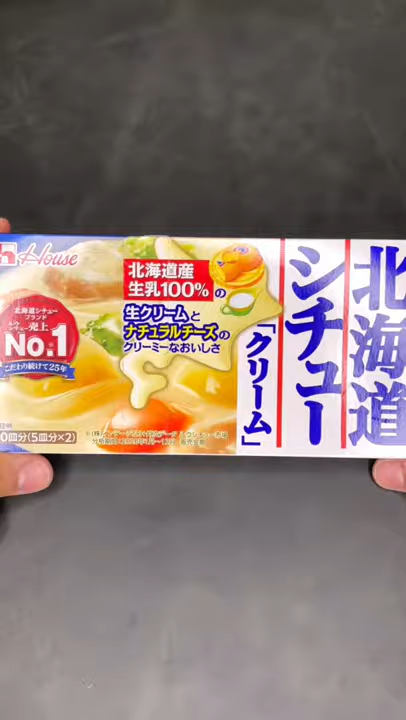 House
北海道シチュー
ブランド
売上
No.1
こだわり続けて25年
北海道産
生乳100%の
生クリームと
ナチュラルチーズの
クリーミーなおいしさ
0皿分(5皿分×2)
北海道
シチュー
「クリーム」